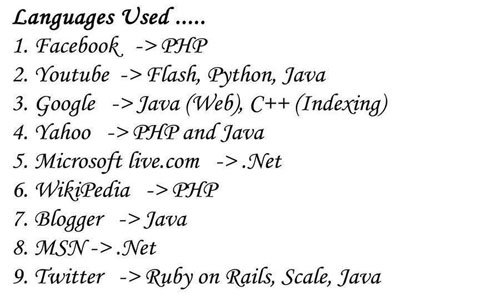 Languages Used .....
1. Facebook -> PHP
2. Youtube -> Flash, Python, Java
3. Google -> Java (Web), C++ (Indexing)
4. Yahoo -> PHP and Java
5. Microsoft live.com -> .Net
6. WikiPedia -> PHP
7. Blogger -> Java
8. MSN -> .Net
9. Twitter -> Ruby on Rails, Scale, Java